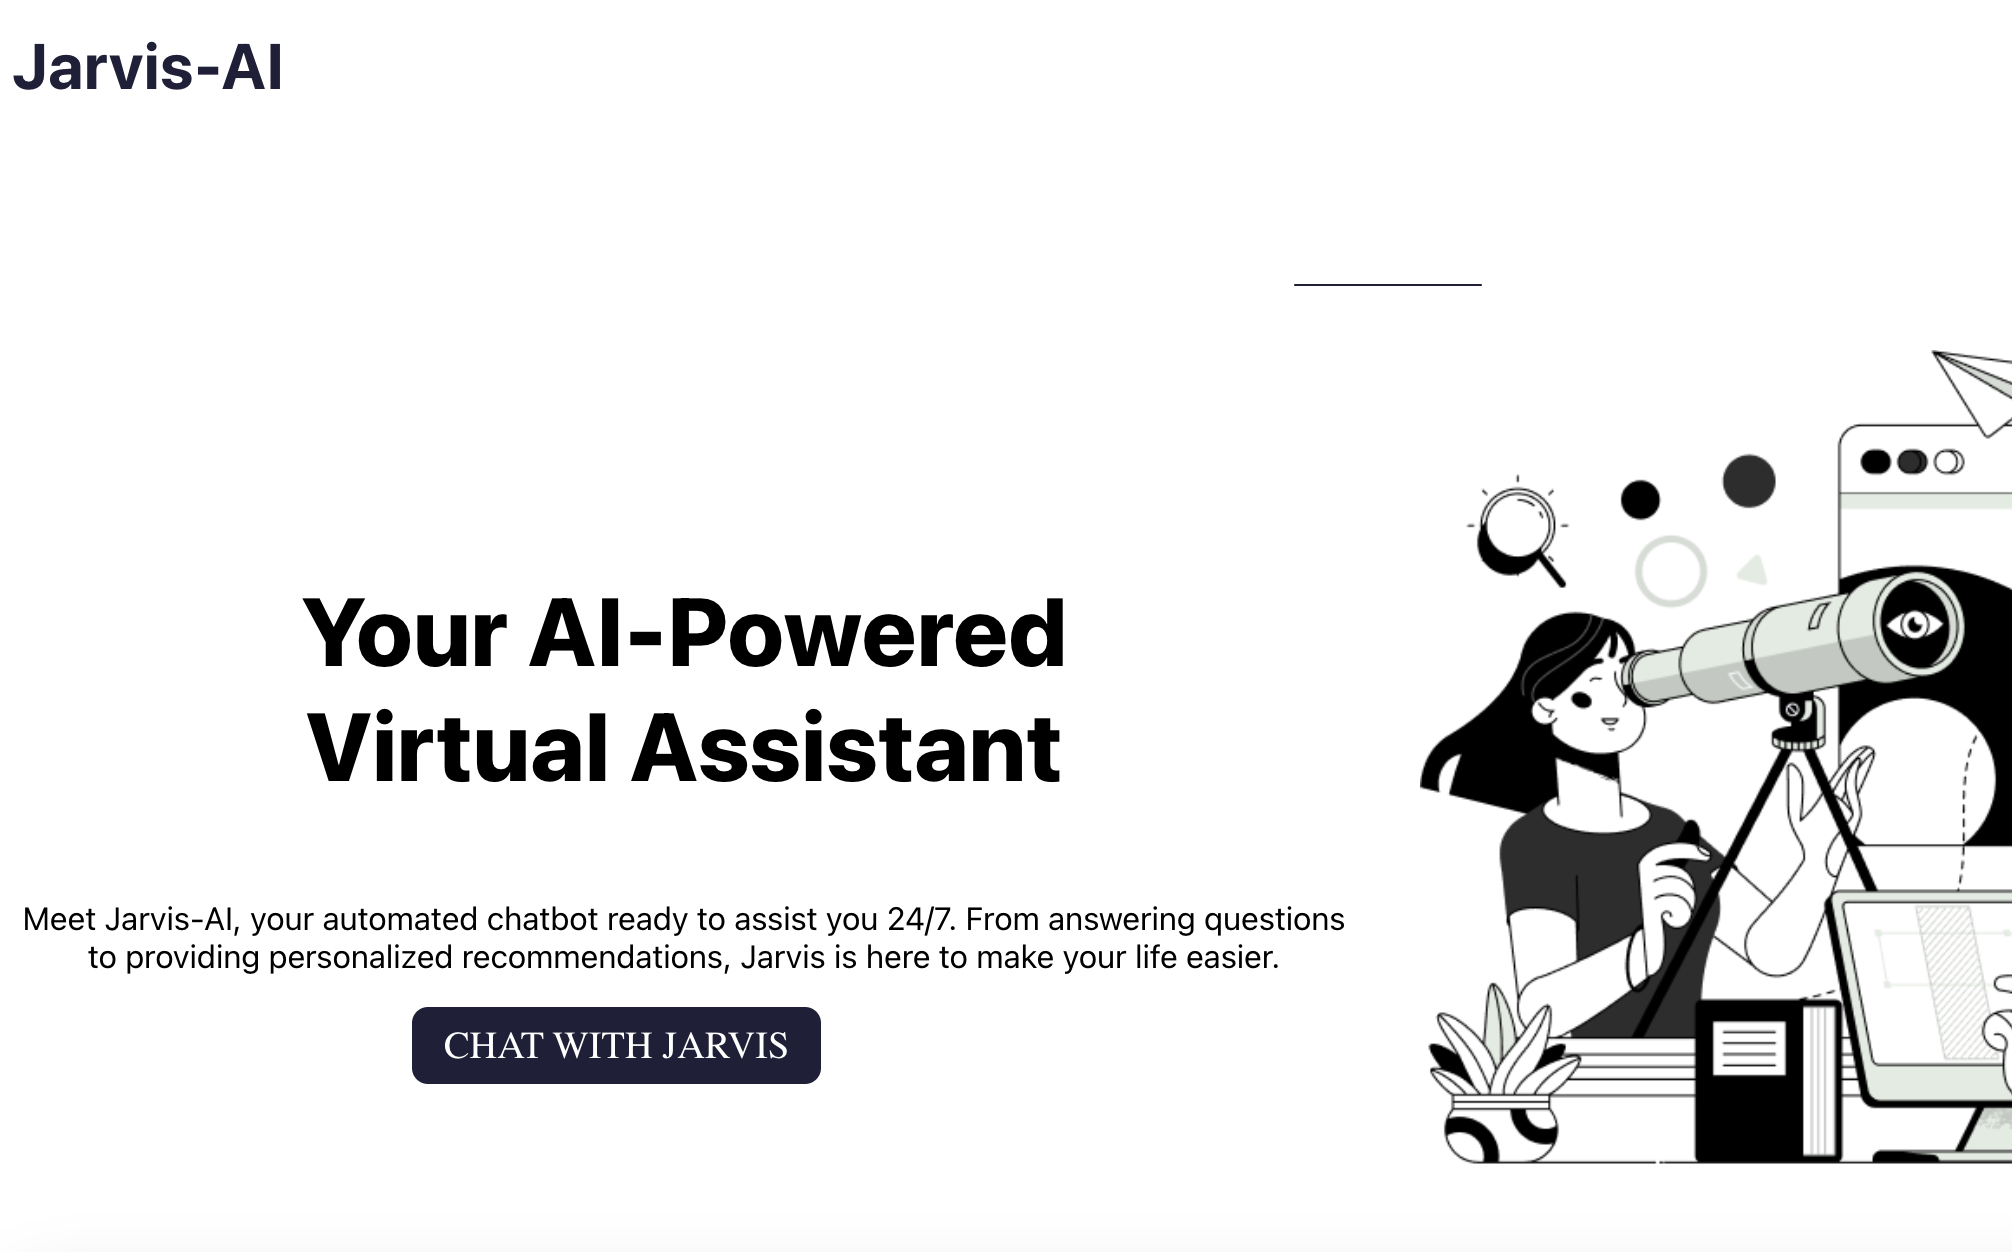 Jarvis-AI
Your AI-Powered
Virtual Assistant
Meet Jarvis-AI, your automated chatbot ready to assist you 24/7. From answering questions
to providing personalized recommendations, Jarvis is here to make your life easier.
CHAT WITH JARVIS